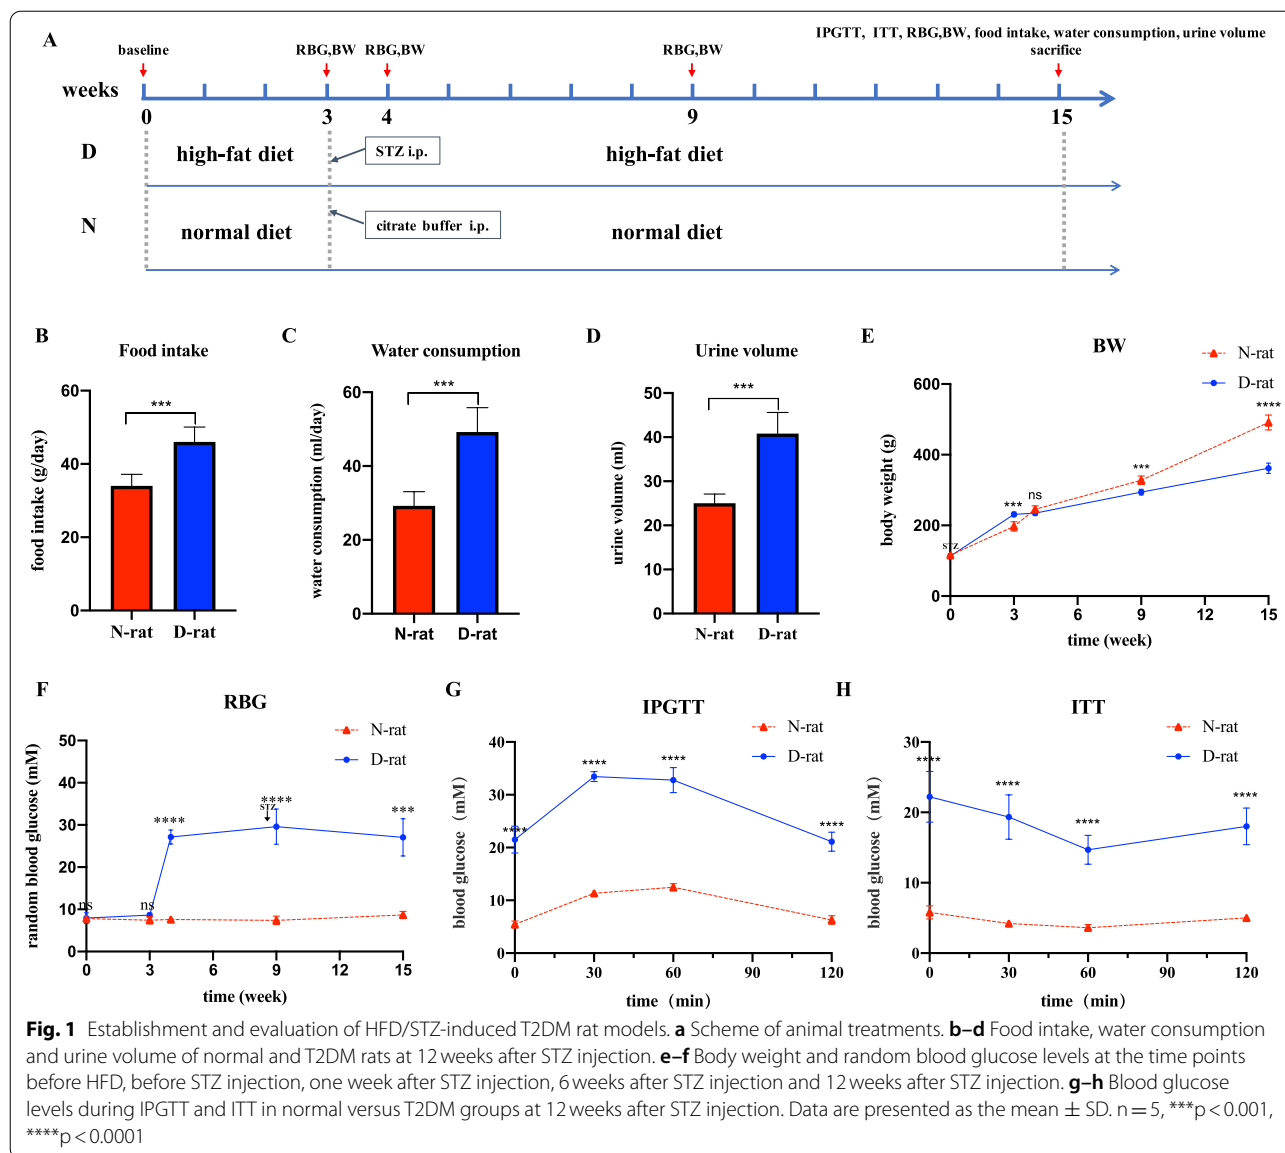 A
baseline
RBG,BW
RBG,BW
RBG,BW
IPGTT, ITT, RBG,BW, food intake, water consumption, urine volume
sacrifice
weeks
0
3
4
9
15
D
high-fat diet
STZ i.p.
high-fat diet
N
normal diet
citrate buffer i.p.
normal diet
B
Food intake
food intake (g/day)
60
40
20
0
***
N-rat
D-rat
C
Water consumption
water consumption (ml/day)
60
40
20
0
***
N-rat
D-rat
D
Urine volume
urine volume (ml)
50
40
30
20
10
0
***
N-rat
D-rat
E
BW
N-rat
D-rat
body weight (g)
600
400
200
0
STZ
***
ns
***
****
0
3
6
9
12
15
time (week)
F
RBG
N-rat
D-rat
random blood glucose (mM)
50
40
30
20
10
0
ns
ns
****
****
STZ
***
0
3
6
9
12
15
time (week)
G
IPGTT
N-rat
D-rat
blood glucose (mM)
40
30
20
10
0
****
****
****
****
0
30
60
90
120
time (min)
H
ITT
N-rat
D-rat
blood glucose (mM)
30
20
10
0
****
****
****
****
0
30
60
90
120
time (min)
Fig. 1 Establishment and evaluation of HFD/STZ-induced T2DM rat models. a Scheme of animal treatments. b–d Food intake, water consumption
and urine volume of normal and T2DM rats at 12 weeks after STZ injection. e–f Body weight and random blood glucose levels at the time points
before HFD, before STZ injection, one week after STZ injection, 6 weeks after STZ injection and 12 weeks after STZ injection. g–h Blood glucose
levels during IPGTT and ITT in normal versus T2DM groups at 12 weeks after STZ injection. Data are presented as the mean ± SD. n = 5, ***p < 0.001,
****p < 0.0001